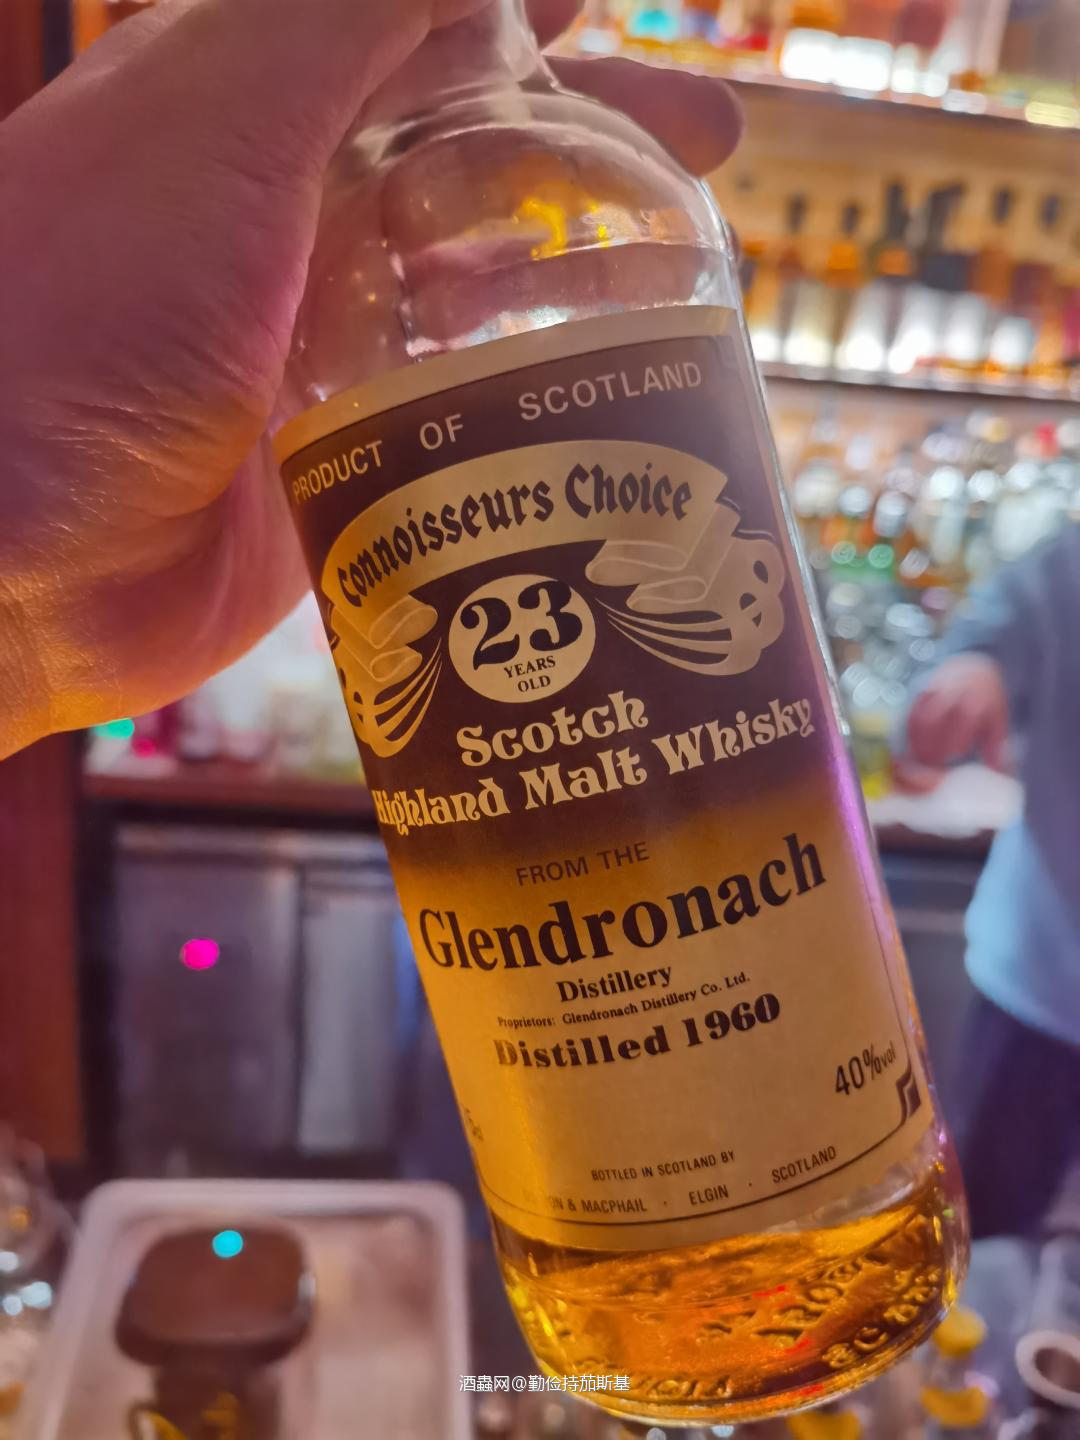 PRODUCT OF SCOTLAND
Connoisseurs Choice
23
YEARS
OLD
Scotch
Highland Malt Whisky
FROM THE
Glendronach
Distillery
Proprietors: Glendronach Distillery Co. Ltd.
Distilled 1960
40%vol
BOTTLED IN SCOTLAND BY
& MACPHAIL · ELGIN · SCOTLAND
酒蟲网@勤俭持茄斯基